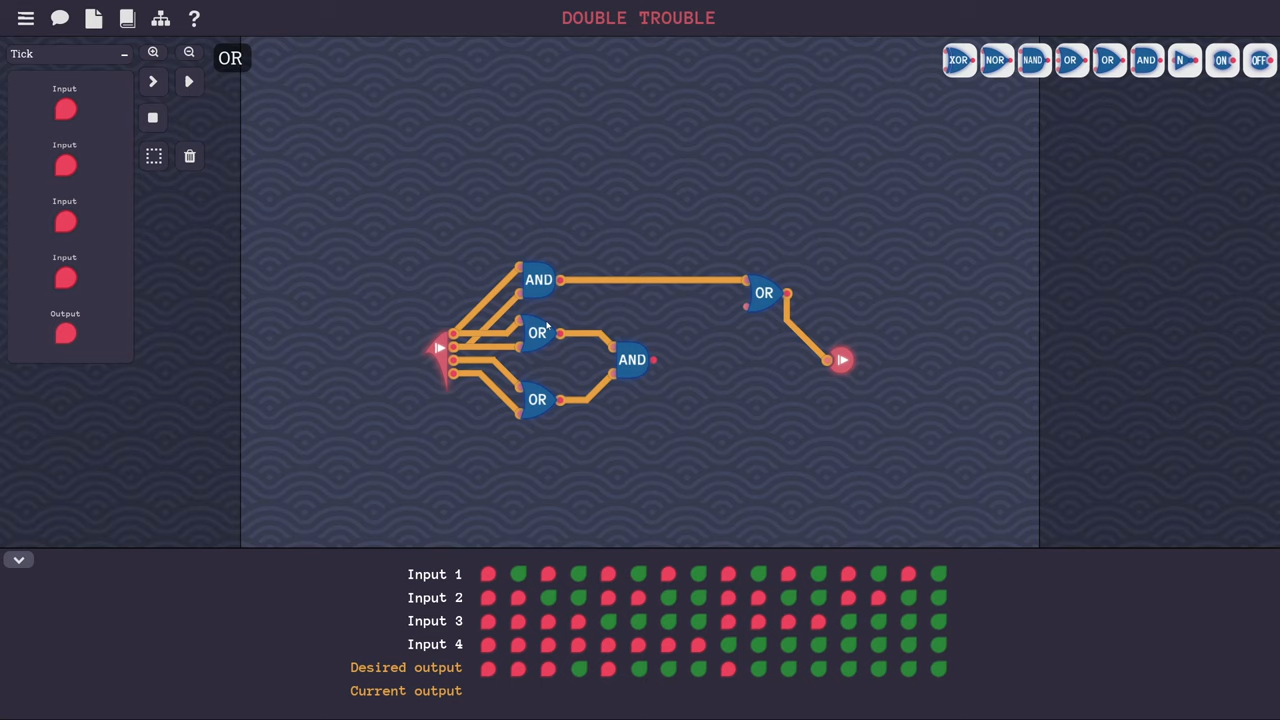 DOUBLE TROUBLE
Tick
OR
XOR NOR NAND OR OR AND N ON OFF
Input
Input
Input
Input
Output
AND
OR
OR
AND
OR
Input 1
Input 2
Input 3
Input 4
Desired output
Current output